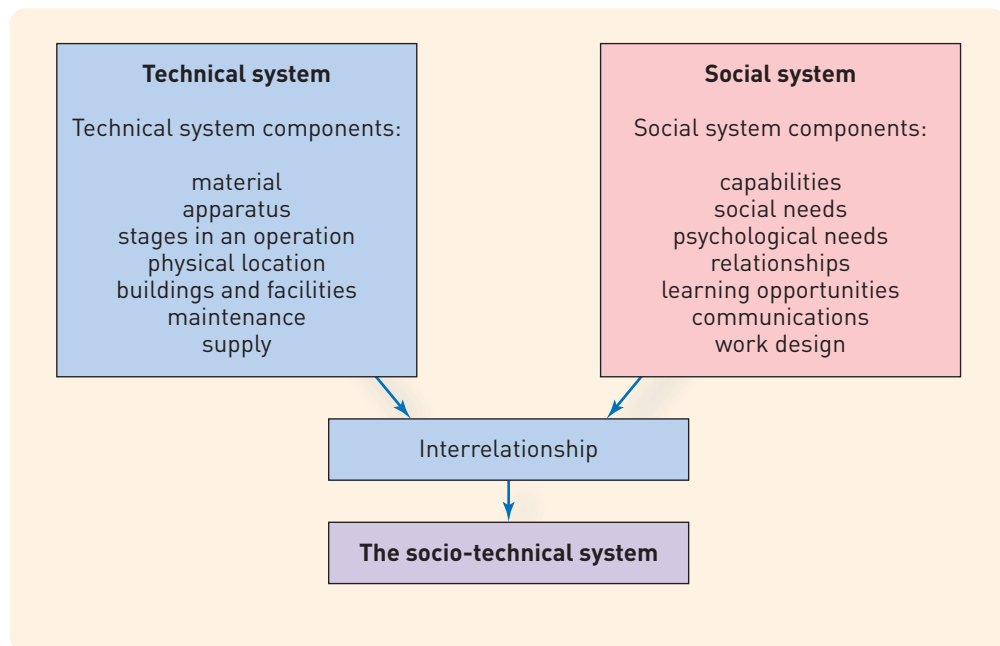 Technical system
Technical system components:
material
apparatus
stages in an operation
physical location
buildings and facilities
maintenance
supply
Social system
Social system components:
capabilities
social needs
psychological needs
relationships
learning opportunities
communications
work design
Interrelationship
The socio-technical system